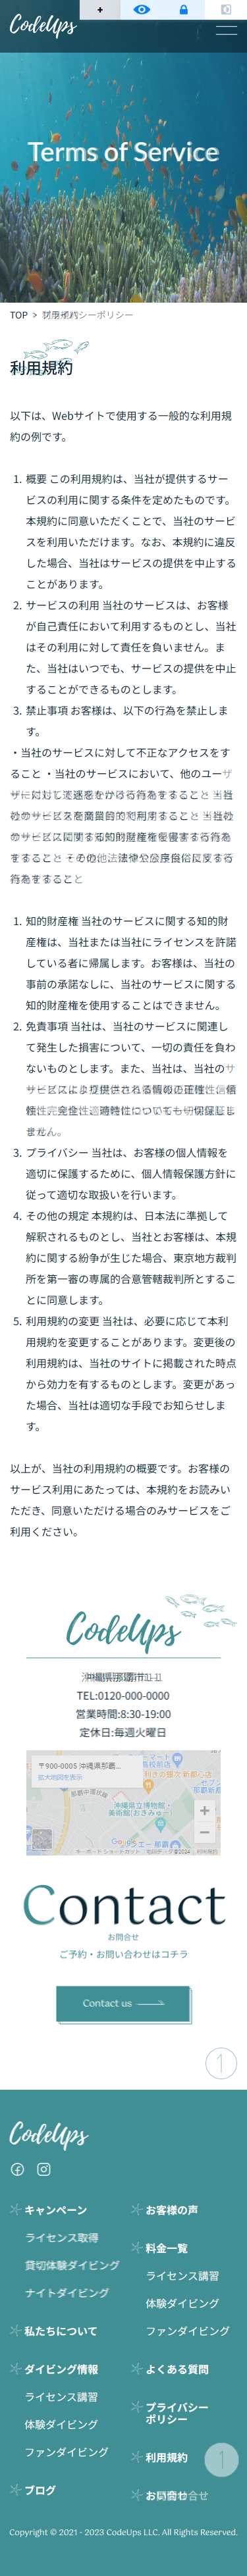 CodeUps
Terms of Service
TOP >
利用規約
以下は、Webサイトで使用する一般的な利用規
約の例です。
1. 概要 この利用規約は、当社が提供するサー
ビスの利用に関する条件を定めたものです。
本規約に同意いただくことで、当社のサービ
スを利用いただけます。なお、本規約に違反
した場合、当社はサービスの提供を中止する
ことがあります。
2. サービスの利用 当社のサービスは、お客様
が自己責任において利用するものとし、当社
はその利用に対して責任を負いません。ま
た、当社はいつでも、サービスの提供を中止
することができるものとします。
3. 禁止事項 お客様は、以下の行為を禁止しま
す。
・当社のサービスに対して不正なアクセスをす
ること ・当社のサービスにおいて、他のユーザ
ーに対して迷惑をかける行為をすること 当社
のサービスを商業目的で利用すること 当社
のサービスに関する知的財産権を侵害する行為
をすること その他、法律や公序良俗に反する
行為をすること
1. 知的財産権 当社のサービスに関する知的財
産権は、当社または当社にライセンスを許諾
している者に帰属します。お客様は、当社の
事前の承諾なしに、当社のサービスに関する
知的財産権を使用することはできません。
2. 免責事項 当社は、当社のサービスに関連し
て発生した損害について、一切の責任を負わ
ないものとします。また、当社は、当社のサ
ービスにより提供される情報の正確性、信頼
性、完全性、適時性についても一切保証しま
せん。
3. プライバシー 当社は、お客様の個人情報を
適切に保護するために、個人情報保護方針に
従って適切な取扱いを行います。
4. その他の規定 本規約は、日本法に準拠して
解釈されるものとし、当社とお客様は、本規
約に関する紛争が生じた場合、東京地方裁判
所を第一審の専属的合意管轄裁判所とするこ
とに同意します。
5. 利用規約の変更 当社は、必要に応じて本利
用規約を変更することがあります。変更後の
利用規約は、当社のサイトに掲載された時点
から効力を有するものとします。変更があっ
た場合、当社は適切な手段でお知らせしま
す。
以上が、当社の利用規約の概要です。お客様の
サービス利用にあたっては、本規約をお読みい
ただき、同意いただける場合のみサービスをご
利用ください。
CodeUps
沖縄県那覇市1-1
TEL:0120-000-0000
営業時間:8:30-19:00
定休日:毎週火曜日
〒900-0005 沖縄県那覇...
拡大地図を表示
沖縄県立博物館・
美術館(おきみゅー)
Contact
お問合せ
ご予約・お問い合わせはコチラ
Contact us
CodeUps
キャンペーン
ライセンス取得
貸切体験ダイビング
ナイトダイビング
私たちについて
ダイビング情報
ライセンス講習
体験ダイビング
ファンダイビング
ブログ
お客様の声
料金一覧
ライセンス講習
体験ダイビング
ファンダイビング
よくある質問
プライバシー
ポリシー
利用規約
Copyright © 2021 - 2023 CodeUps LLC. All Rights Reserved.